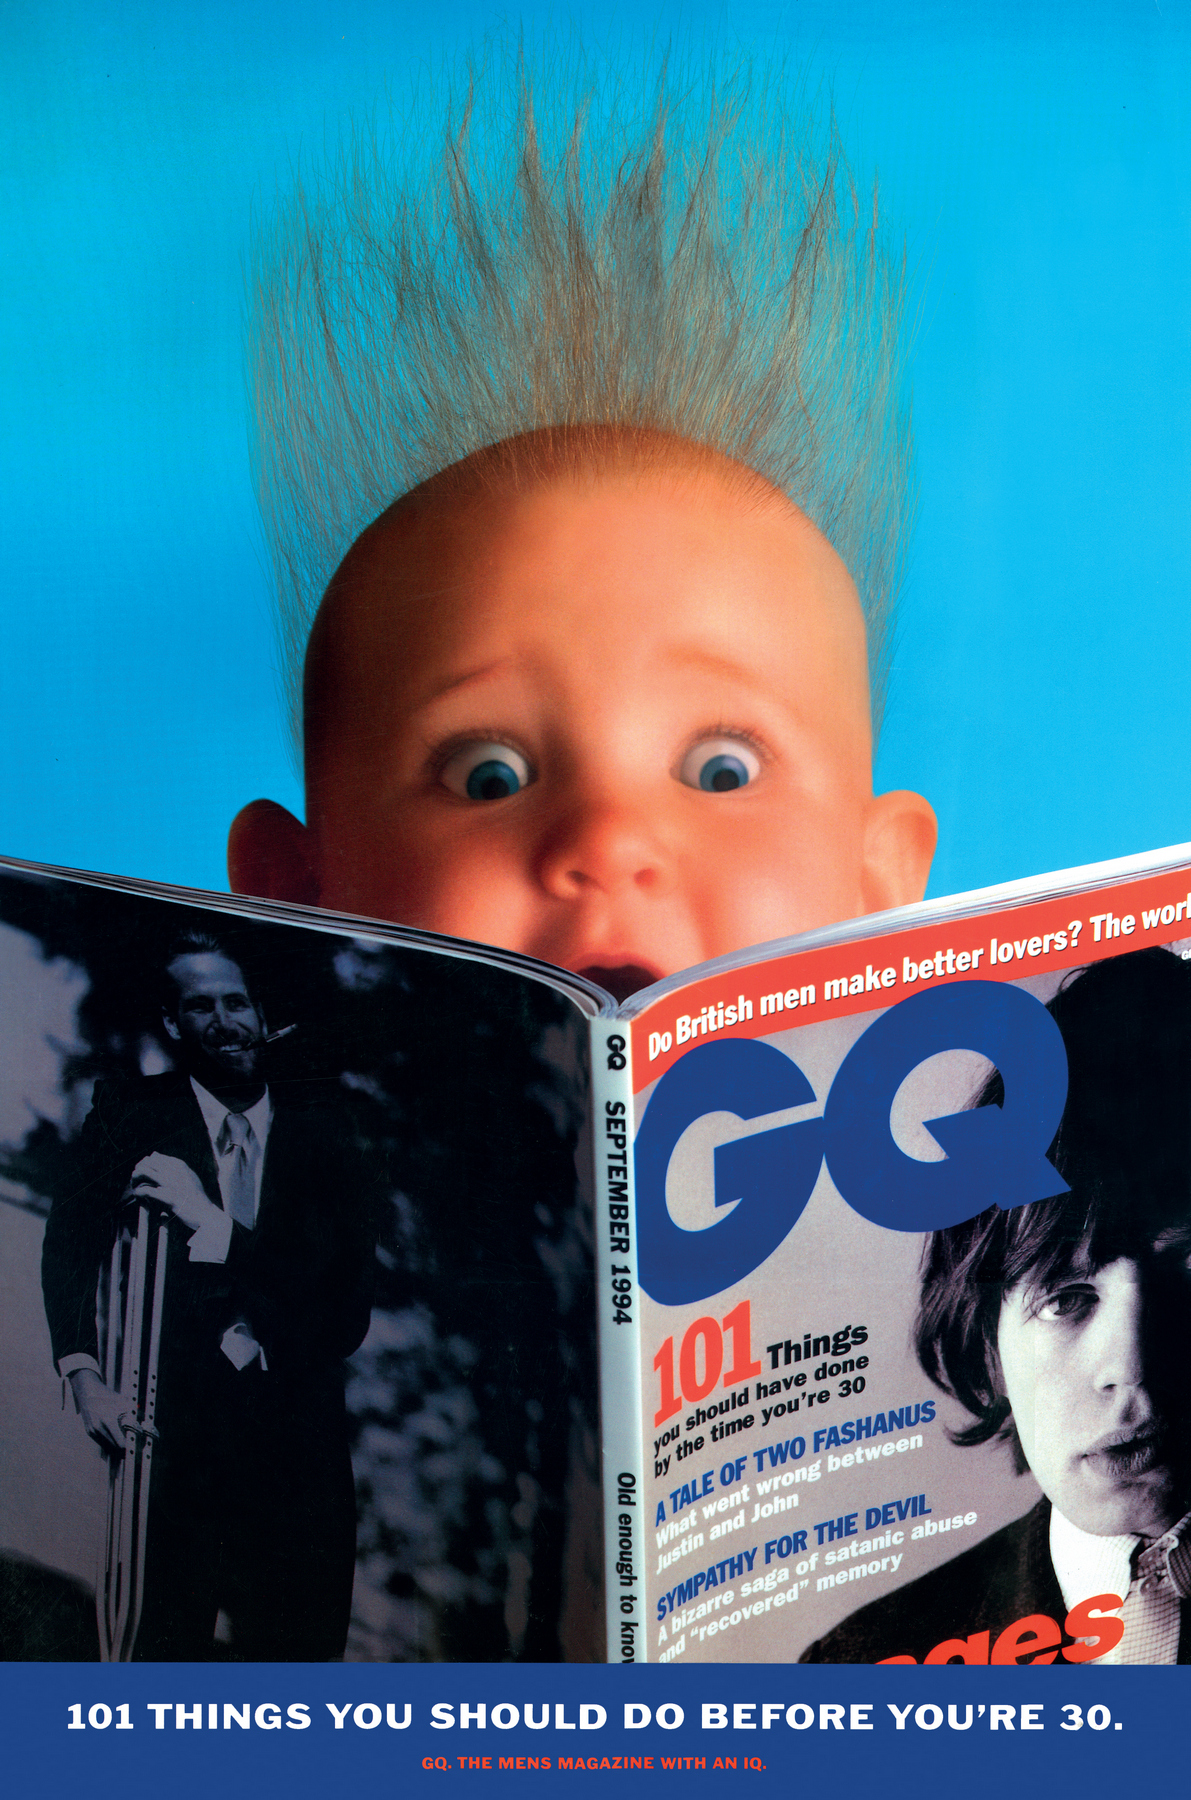 Do British men make better lovers? The
GQ
GQ SEPTEMBER 1994 Old enough to
101 Things
you should have done
by the time you're 30
A TALE OF TWO FASHANUS
What went wrong between
Justin and John
SYMPATHY FOR THE DEVIL
A bizarre saga of satanic abuse
and "recovered" memory
101 THINGS YOU SHOULD DO BEFORE YOU'RE 30.
GQ. THE MENS MAGAZINE WITH AN IQ.